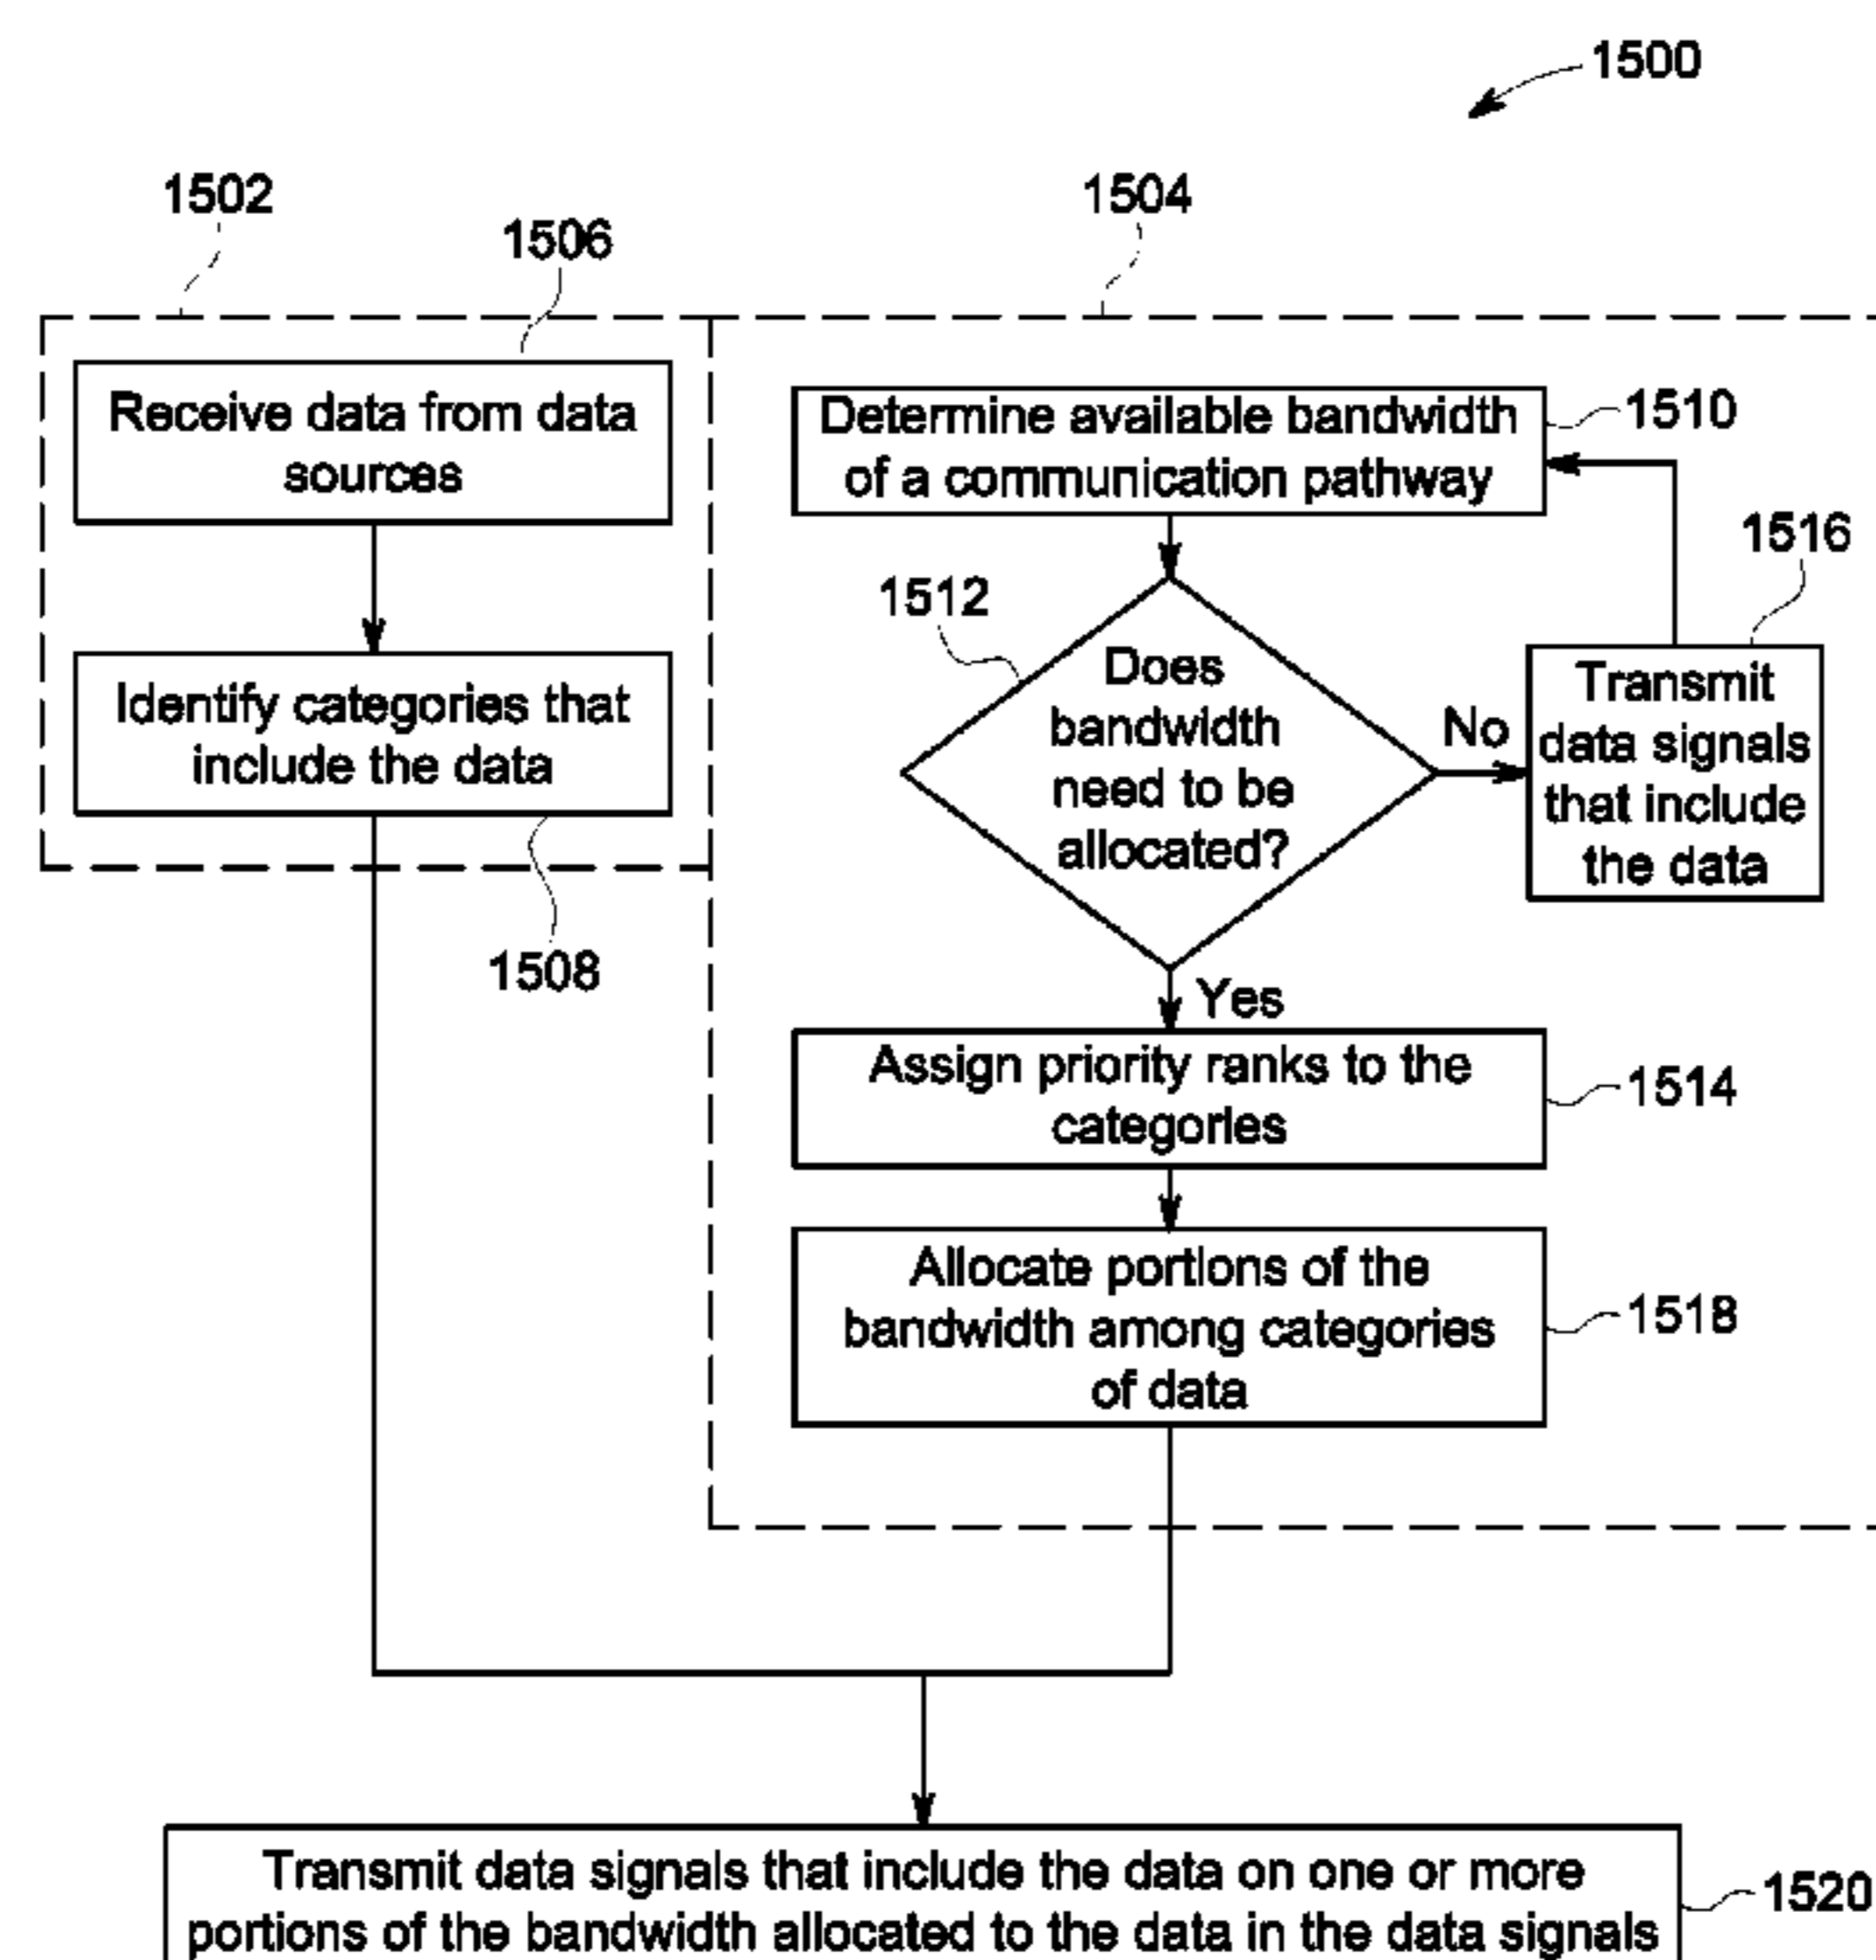 1500
1502
1504
1506
Receive data from data
sources
Identify categories that
include the data
1508
Determine available bandwidth
of a communication pathway
1510
1512
Does
bandwidth
need to be
allocated?
No
1516
Transmit
data signals
that include
the data
Yes
Assign priority ranks to the
categories
1514
Allocate portions of the
bandwidth among categories
of data
1518
Transmit data signals that include the data on one or more
portions of the bandwidth allocated to the data in the data signals
1520